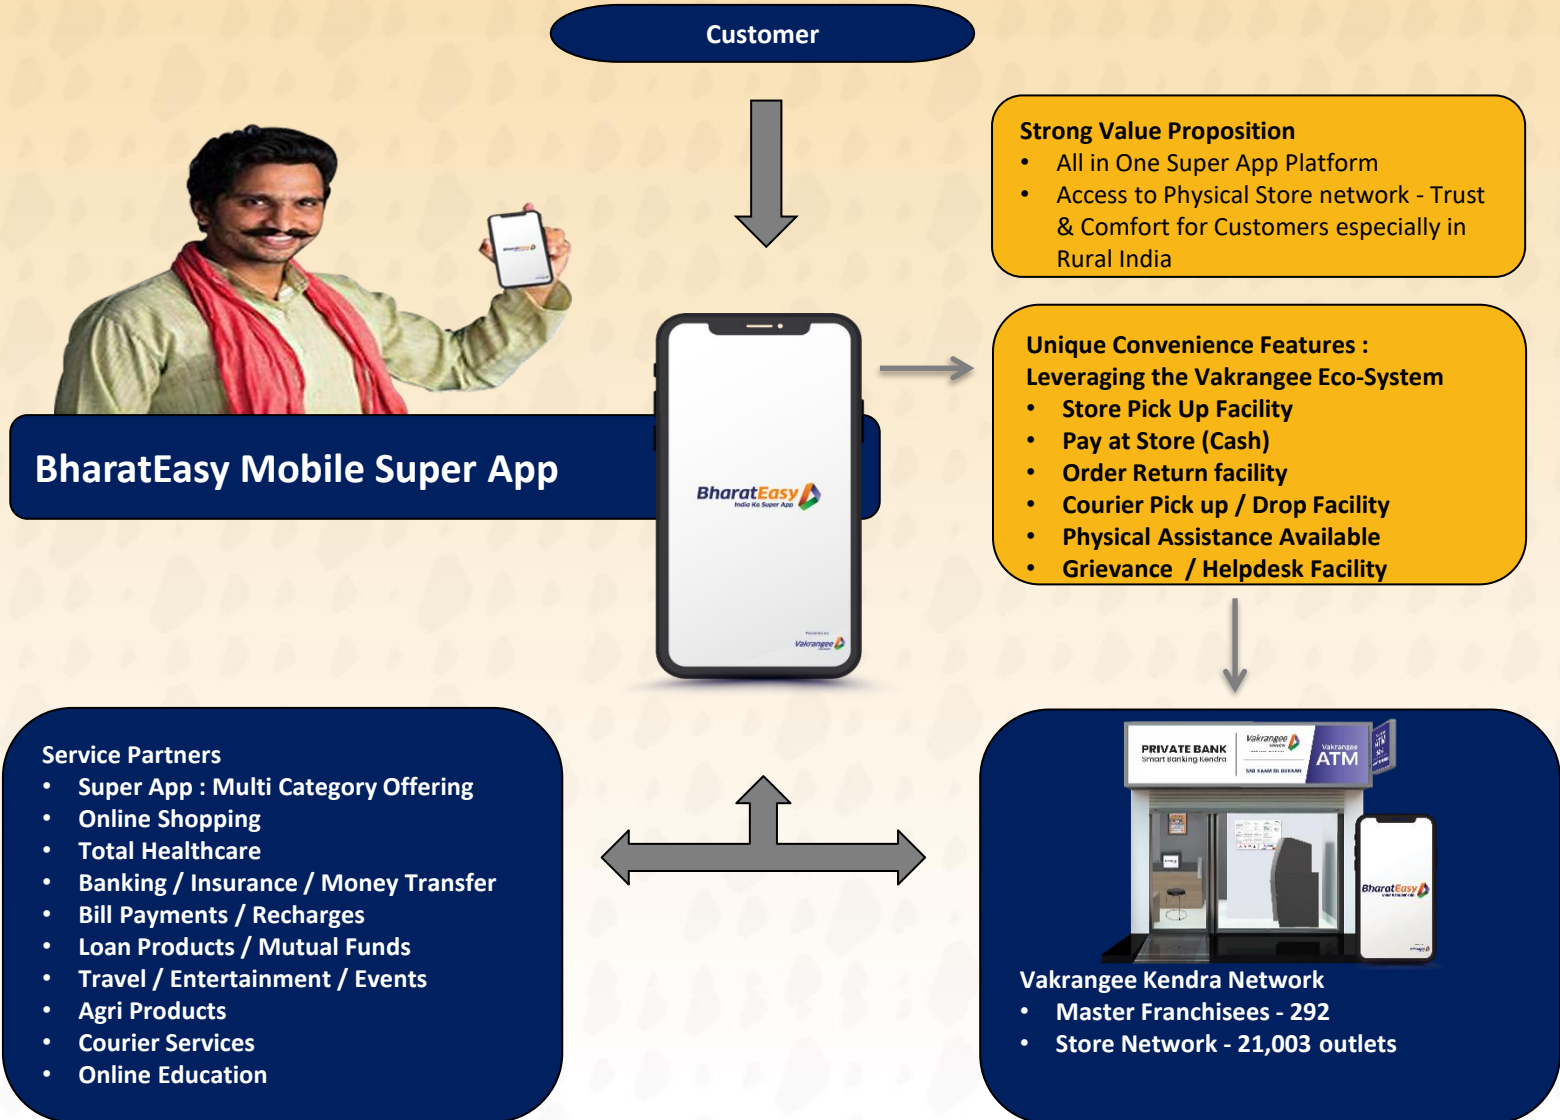 Customer
Strong Value Proposition
• All in One Super App Platform
• Access to Physical Store network - Trust
& Comfort for Customers especially in
Rural India
BharatEasy
Unique Convenience Features :
Leveraging the Vakrangee Eco-System
• Store Pick Up Facility
• Pay at Store (Cash)
• Order Return facility
• Courier Pick up / Drop Facility
• Physical Assistance Available
• Grievance / Helpdesk Facility
BharatEasy Mobile Super App
BharatEasy
India Ka Super App
Powered by
Vakrangee
Service Partners
• Super App : Multi Category Offering
• Online Shopping
• Total Healthcare
• Banking / Insurance / Money Transfer
• Bill Payments / Recharges
• Loan Products / Mutual Funds
• Travel / Entertainment / Events
• Agri Products
• Courier Services
• Online Education
PRIVATE BANK
Smart Banking Kendra
Vakrangee
Vakrangee
ATM
ATM
BharatEasy
Vakrangee Kendra Network
• Master Franchisees - 292
• Store Network - 21,003 outlets